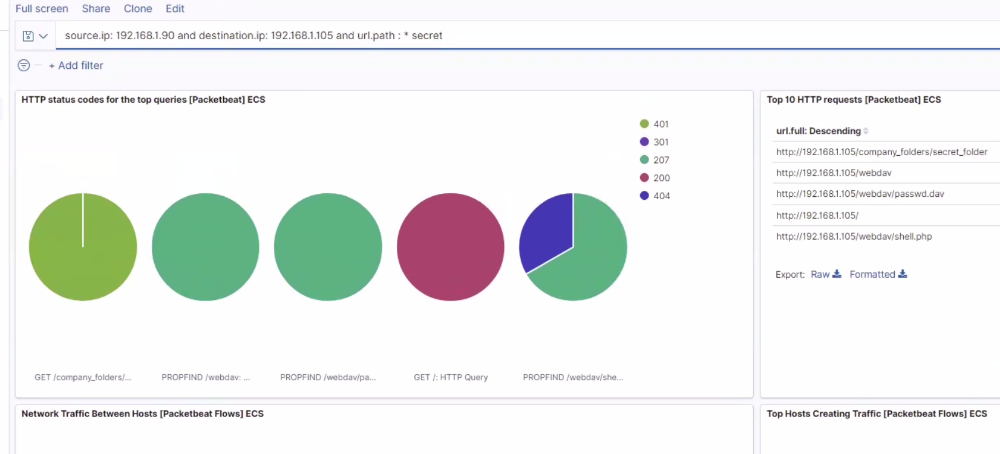 Full screen Share Clone Edit
source.ip: 192.168.1.90 and destination.ip: 192.168.1.105 and url.path : * secret
+ Add filter
HTTP status codes for the top queries [Packetbeat] ECS
401
301
207
200
404
GET /company_folders/...
PROPFIND /webdav: ...
PROPFIND /webdav/pa...
GET /: HTTP Query
PROPFIND /webdav/she...
Top 10 HTTP requests [Packetbeat] ECS
url.full: Descending
http://192.168.1.105/company_folders/secret_folder
http://192.168.1.105/webdav
http://192.168.1.105/webdav/passwd.dav
http://192.168.1.105/
http://192.168.1.105/webdav/shell.php
Export: Raw Formatted
Network Traffic Between Hosts [Packetbeat Flows] ECS
Top Hosts Creating Traffic [Packetbeat Flows] ECS